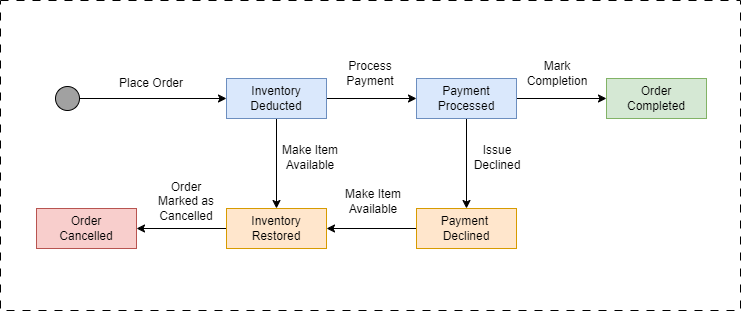 Place Order
Inventory
Deducted
Process
Payment
Payment
Processed
Mark
Completion
Order
Completed
Make Item
Available
Issue
Declined
Order
Cancelled
Order
Marked as
Cancelled
Inventory
Restored
Make Item
Available
Payment
Declined